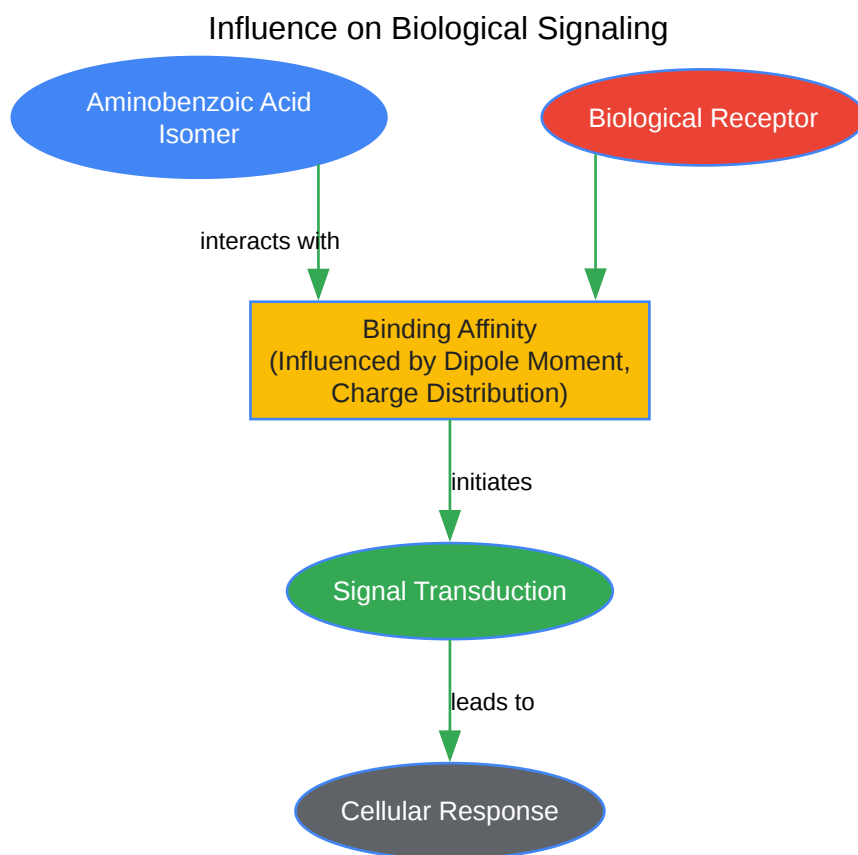 Influence on Biological Signaling
Aminobenzoic Acid
Isomer
Biological Receptor
interacts with
Binding Affinity
(Influenced by Dipole Moment,
Charge Distribution)
initiates
Signal Transduction
leads to
Cellular Response